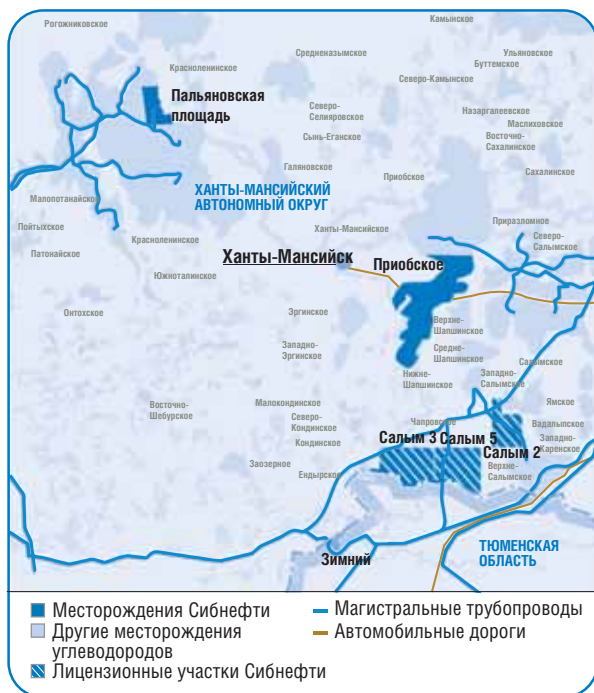 Рогожниковское
Камынское
Средненазымское
Ульяновское
Буттемское
Красноленинское
Северо-Камынское
Пальяновская
площадь
Северо-
Селияровское
Назаргалеевское
Маслиховское
Восточно-
Сахалинское
Сынь-Еганское
Галяновское
Приобское
Сахалинское
ХАНТЫ-МАНСИЙСКИЙ
АВТОНОМНЫЙ ОКРУГ
Малопотанайское
Пойтыхское
Патонайское
Красноленинское
Ханты-Мансийское
Приразломное
Северо-
Салымское
Ханты-Мансийск
Приобское
Южноталинское
Онтохское
Эргинское
Верхне-
Шапшинское
Западно-
Эргинское
Средне-
Шапшинское
Салымское
Нижне-
Шапшинское
Западно-
Салымское
Восточно-
Шебурское
Малокондинское
Северо-
Кондинское
Чапровское
Ямское
Вадалыпское
Кондинское
Салым 3
Салым 5
Салым 2
Западно-
Каренское
Заозерное
Ендырское
Верхне-
Салымское
Зимний
ТЮМЕНСКАЯ
ОБЛАСТЬ
Месторождения Сибнефти
Другие месторождения
углеводородов
Лицензионные участки Сибнефти
Магистральные трубопроводы
Автомобильные дороги